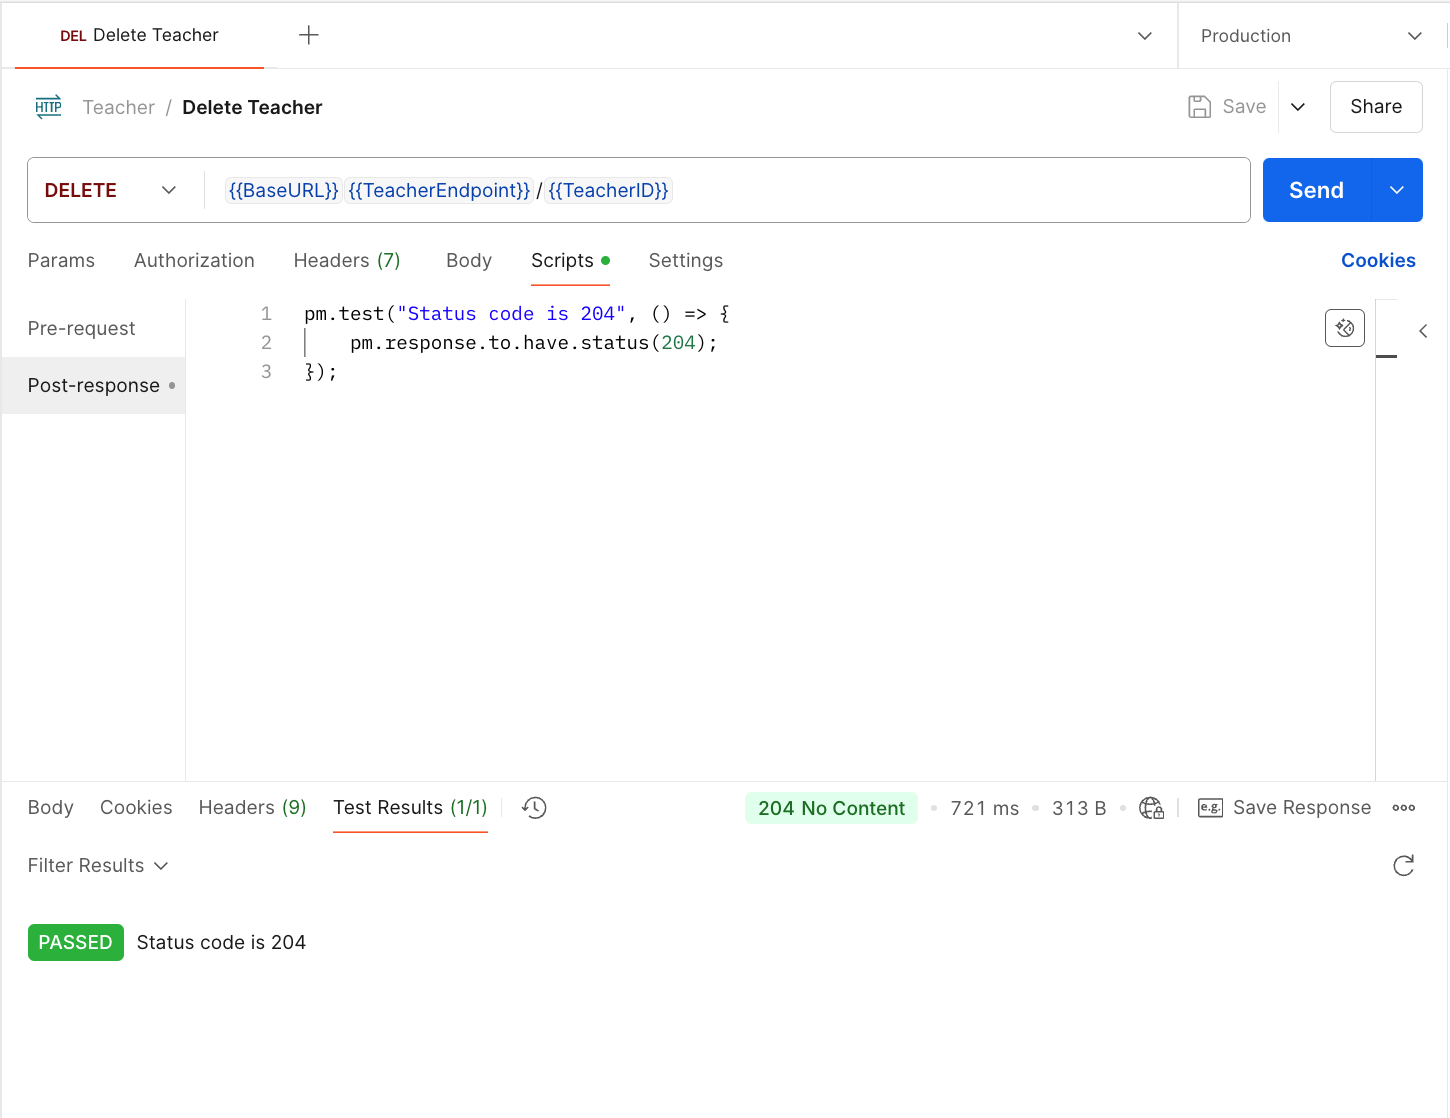 DEL Delete Teacher
Production
HTTP Teacher / Delete Teacher
Save
Share
DELETE
{{BaseURL}}{{TeacherEndpoint}}/{{TeacherID}}
Send
Params
Authorization
Headers (7)
Body
Scripts
Settings
Cookies
Pre-request
Post-response
1 pm.test("Status code is 204", () => {
2     pm.response.to.have.status(204);
3 });
Body
Cookies
Headers (9)
Test Results (1/1)
204 No Content
721 ms
313 B
e.g. Save Response
Filter Results
PASSED Status code is 204